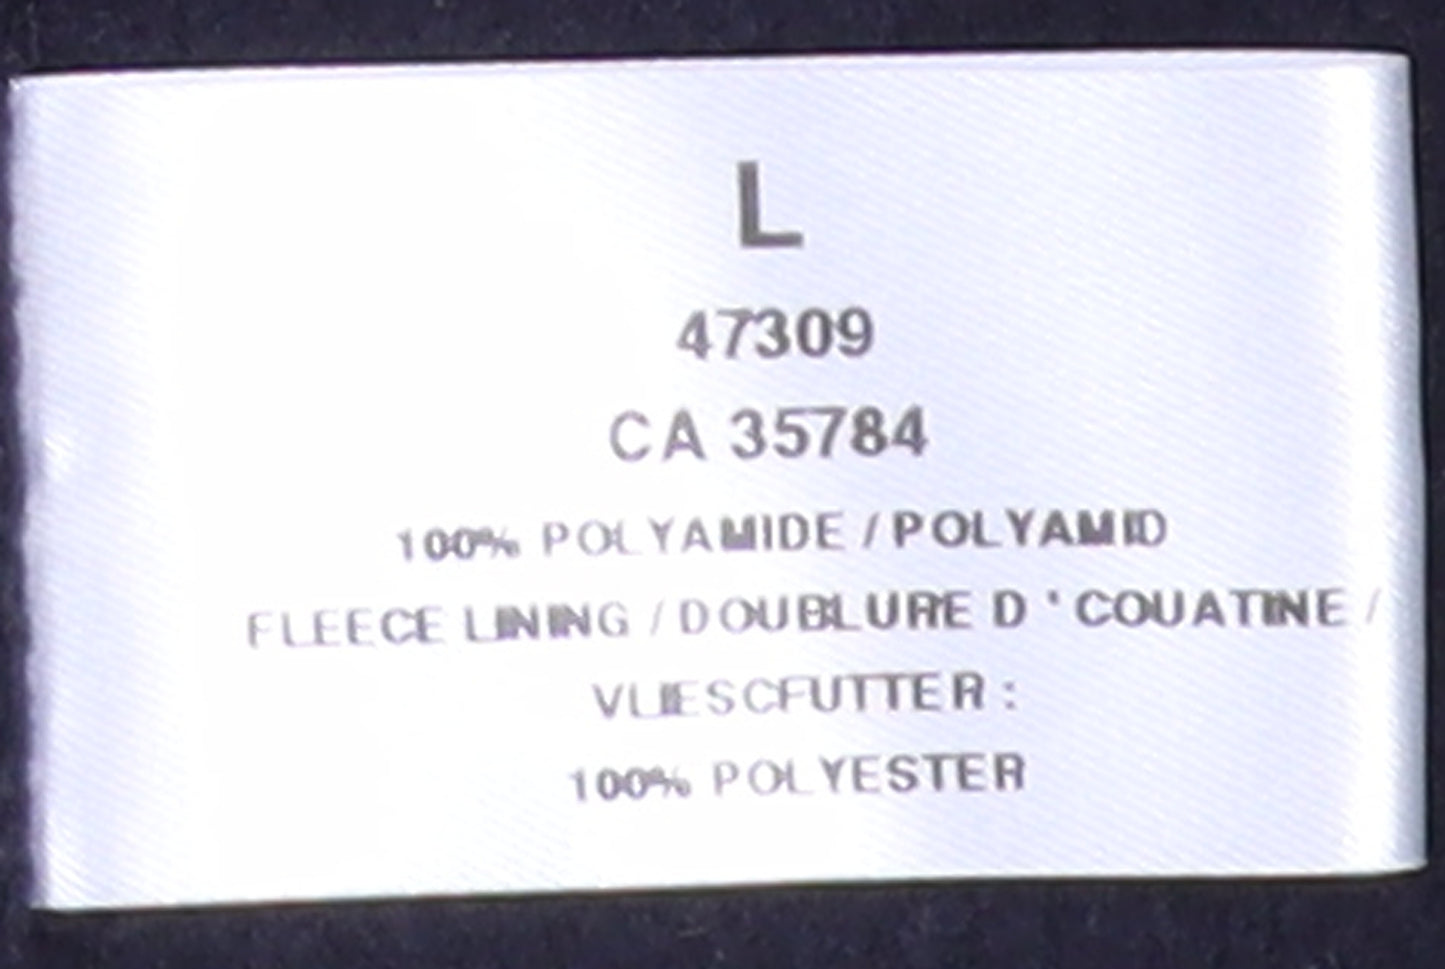 L
47309
CA 35784
100% POLYAMIDE / POLYAMID
FLEECE LINING / DOUBLURE D ' COUATINE /
VLIESCFUTTER :
100% POLYESTER